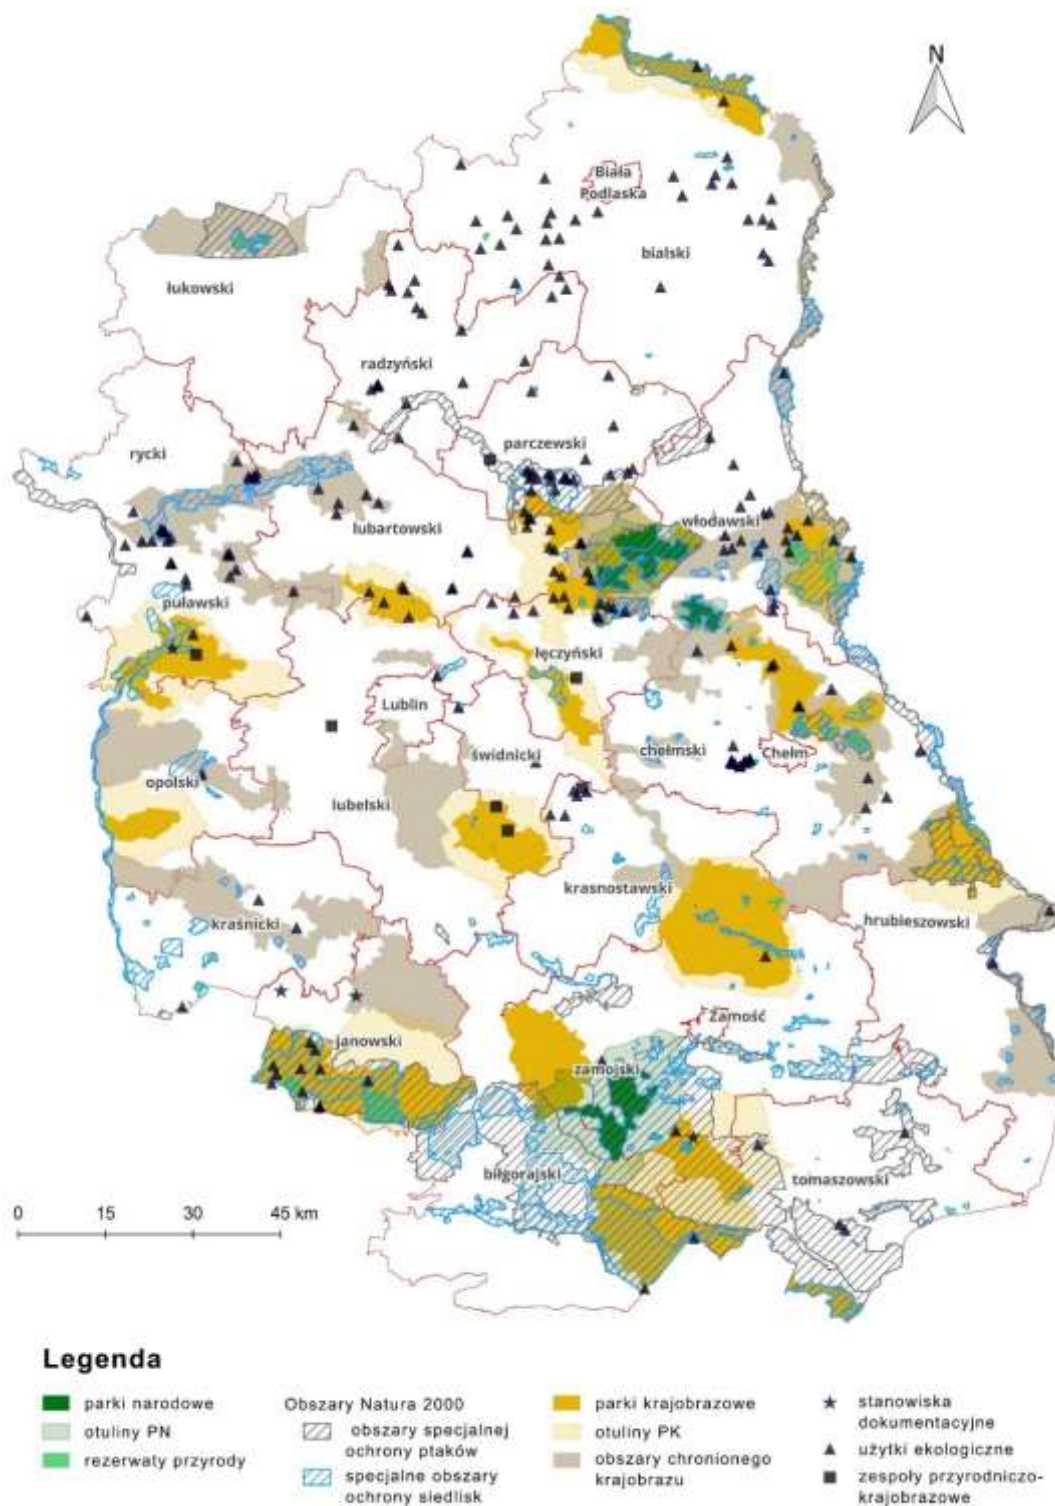 N
Biała
Podlaska
bialski
łukowski
radzyński
parczewski
rycki
włodawski
lubartowski
puławski
łęczyński
Lublin
świdnicki
chełmski
Chełm
opolski
lubelski
krasnostawski
hrubieszowski
kraśnicki
Zamość
janowski
zamojski
biłgorajski
tomaszowski
0 15 30 45 km
Legenda
parki narodowe
otuliny PN
rezerwaty przyrody
Obszary Natura 2000
obszary specjalnej
ochrony ptaków
specjalne obszary
ochrony siedlisk
parki krajobrazowe
otuliny PK
obszary chronionego
krajobrazu
stanowiska
dokumentacyjne
użytki ekologiczne
zespoły przyrodniczo-
krajobrazowe